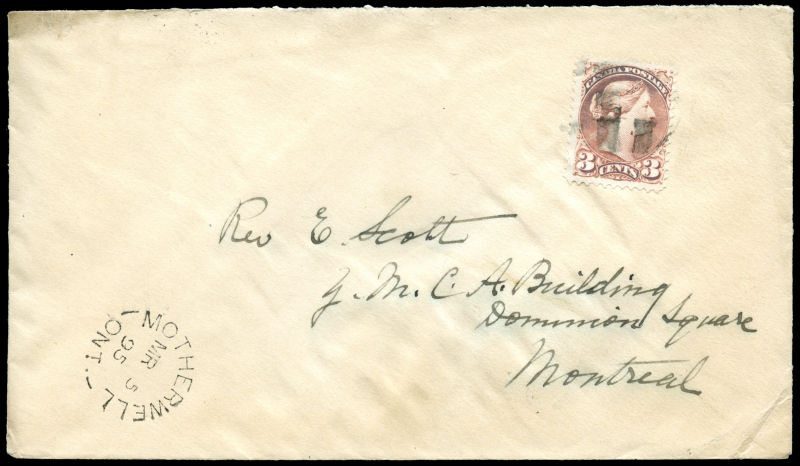 CANADA POSTAGE
3 CENTS 3
Rev E. Scott
Y. M. C. A. Building
Dominion Square
Montreal
MOTHERWELL
MR 5
95
ONT.